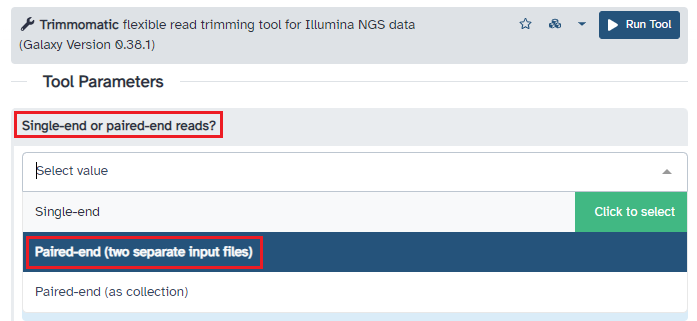 Trimmomatic flexible read trimming tool for Illumina NGS data
(Galaxy Version 0.38.1)
Run Tool
Tool Parameters
Single-end or paired-end reads?
Select value
Single-end
Click to select
Paired-end (two separate input files)
Paired-end (as collection)